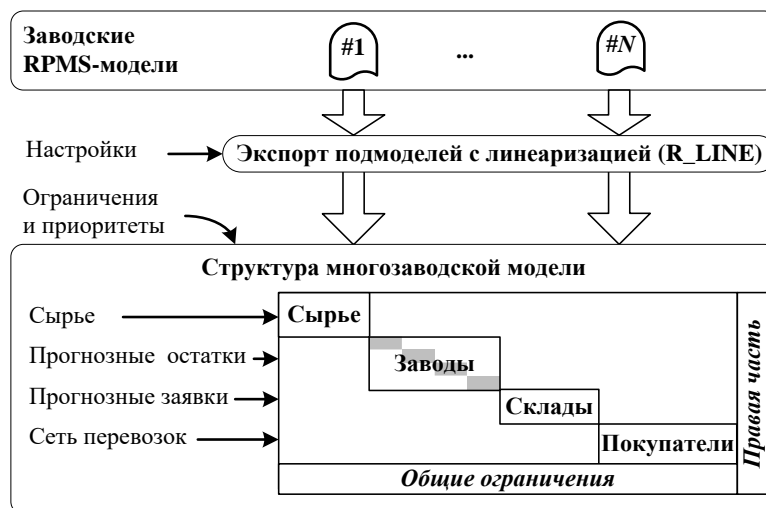 Заводские
RPMS-модели
#1
...
#N
Настройки
Экспорт подмоделей с линеаризацией (R_LINE)
Ограничения
и приоритеты
Структура многозаводской модели
Сырье
Сырье
Прогнозные остатки
Заводы
Прогнозные заявки
Склады
Сеть перевозок
Покупатели
Правая часть
Общие ограничения